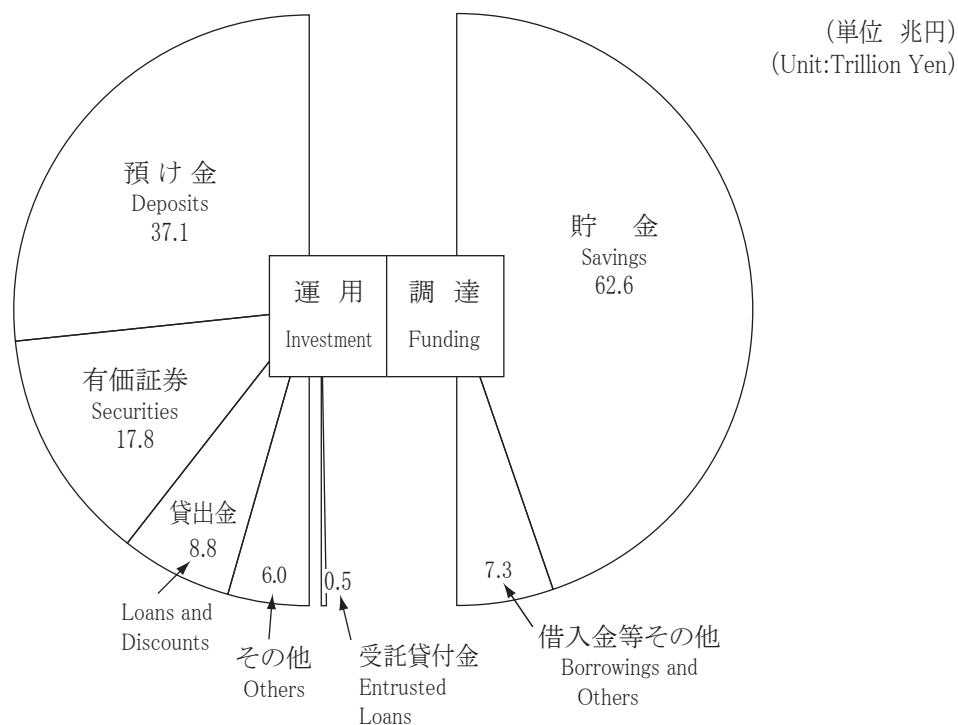 (単位 兆円)
(Unit:Trillion Yen)
預け金
Deposits
37.1
貯金
Savings
62.6
運用
Investment
調達
Funding
有価証券
Securities
17.8
貸出金
8.8
Loans and
Discounts
6.0
その他
Others
0.5
受託貸付金
Entrusted
Loans
7.3
借入金等その他
Borrowings and
Others